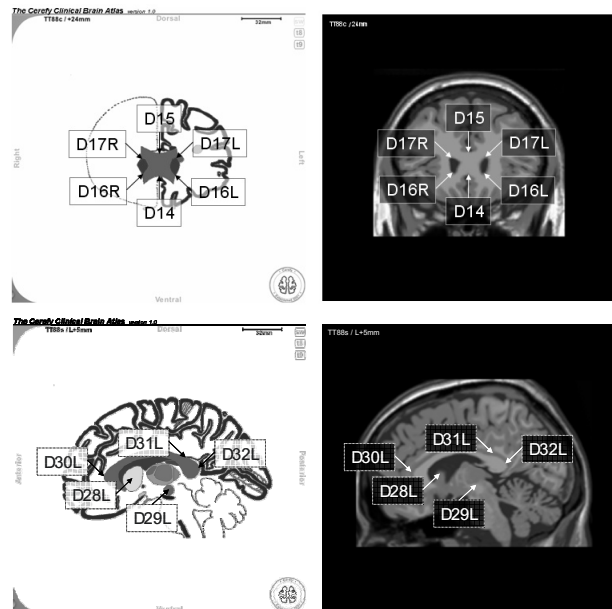 The Cerefy Clinical Brain Atlas version 1.0
TT88c / +24mm
Dorsal
32mm
D15
D17R
D17L
D16R
D16L
D14
Right
Left
Ventral
TT88c / 24mm
D15
D17R
D17L
D16R
D16L
D14
The Cerefy Clinical Brain Atlas version 1.0
TT88s / L+5mm
Dorsal
32mm
D31L
D32L
D30L
D28L
D29L
Anterior
Posterior
Ventral
TT88s / L+5mm
D31L
D32L
D30L
D28L
D29L